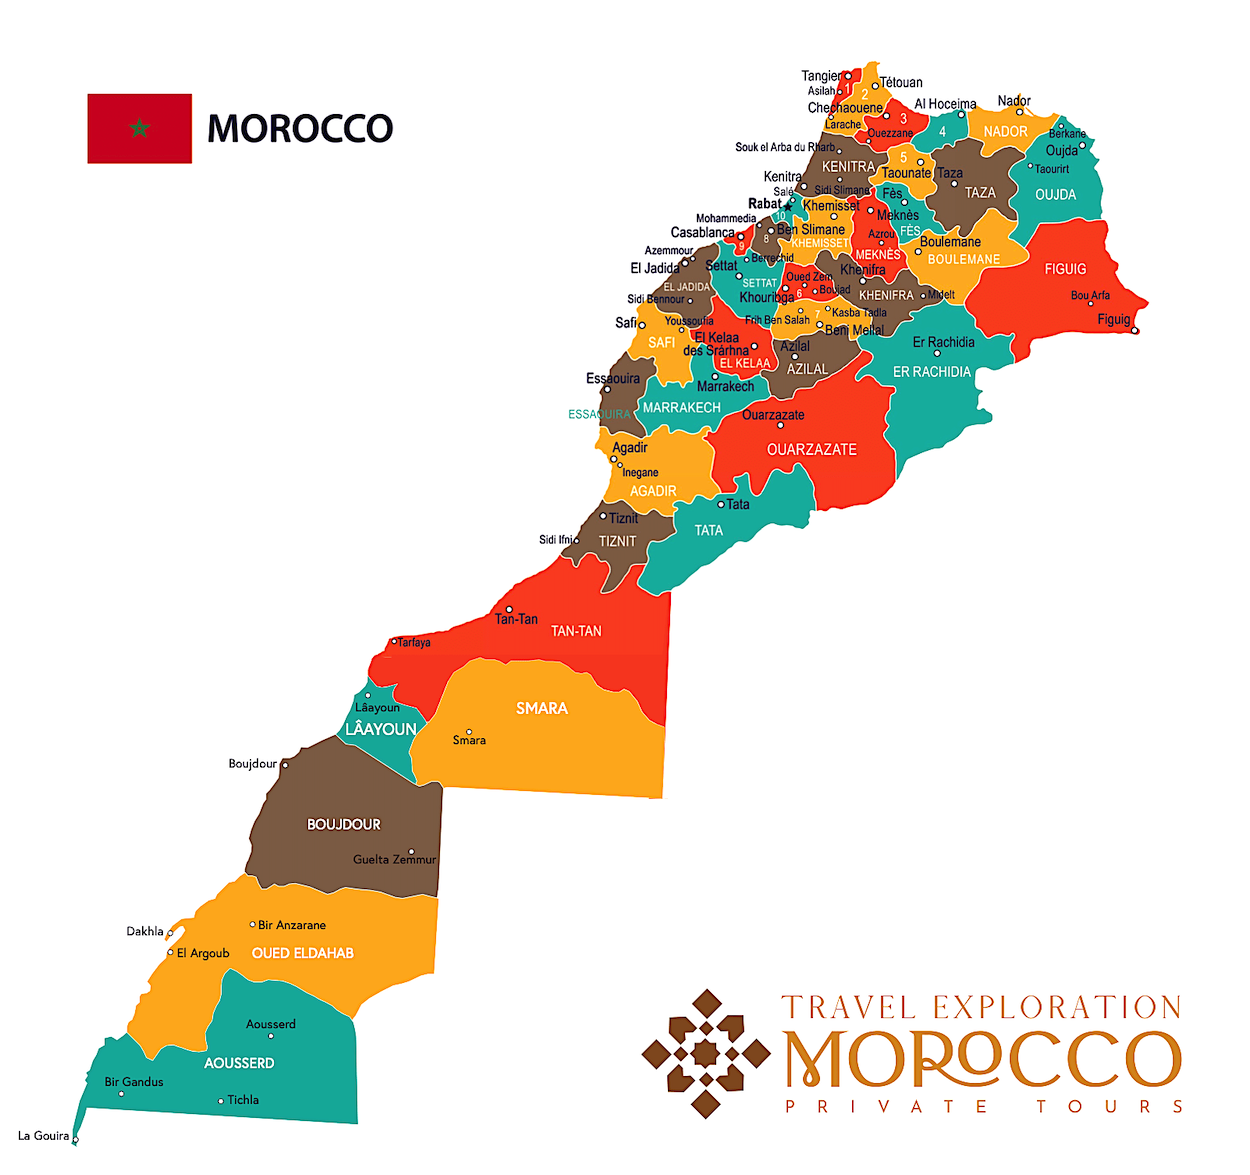 MOROCCO
Tangier
1
Asilah
2
Tétouan
Chechaouene
Larache
3
Ouezzane
Al Hoceima
4
Nador
NADOR
Berkane
Oujda
Taourirt
OUJDA
Souk el Arba du Rharb
KENITRA
Kenitra
Sidi Slimane
5
Taounate
Taza
TAZA
Salé
Rabat
10
Khemisset
KHEMISSET
Fès
FÈS
Meknès
Azrou
MEKNÈS
Boulemane
BOULEMANE
Mohammedia
Casablanca
9
8
Ben Slimane
FIGUIG
Bou Arfa
Figuig
Azemmour
El Jadida
EL JADIDA
Sidi Bennour
Settat
Berrechid
SETTAT
Khouribga
Oued Zem
6
Boujad
Khenifra
KHENIFRA
Midelt
Safi
SAFI
Youssoufia
Frih Ben Salah
7
Kasba Tadla
Beni Mellal
El Kelaa
des Srárhna
EL KELAA
Azilal
AZILAL
Er Rachidia
ER RACHIDIA
Essaouira
ESSAOUIRA
Marrakech
MARRAKECH
Ouarzazate
OUARZAZATE
Agadir
Inegane
AGADIR
Tata
TATA
Tiznit
TIZNIT
Sidi Ifni
Tan-Tan
TAN-TAN
Tarfaya
SMARA
Smara
Lâayoun
LÂAYOUN
Boujdour
BOUJDOUR
Guelta Zemmur
Dakhla
Bir Anzarane
El Argoub
OUED ELDAHAB
Aousserd
AOUSSERD
Bir Gandus
Tichla
La Gouira
TRAVEL EXPLORATION
MOROCCO
PRIVATE TOURS